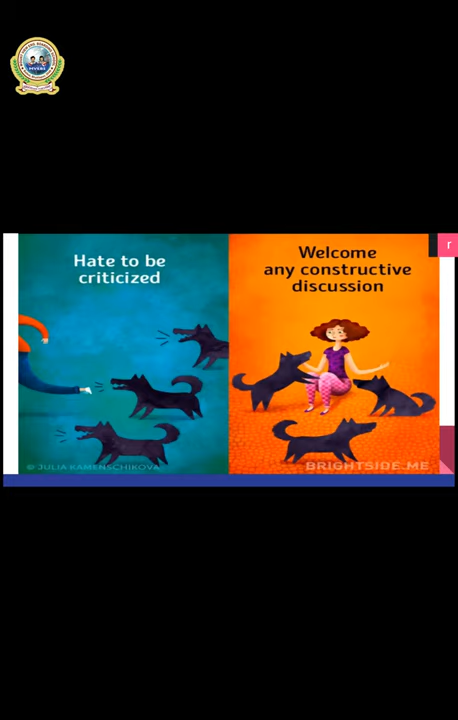 Hate to be
criticized
Welcome
any constructive
discussion
r
© JULIA KAMENSCHIKOVA
BRIGHTSIDE.ME